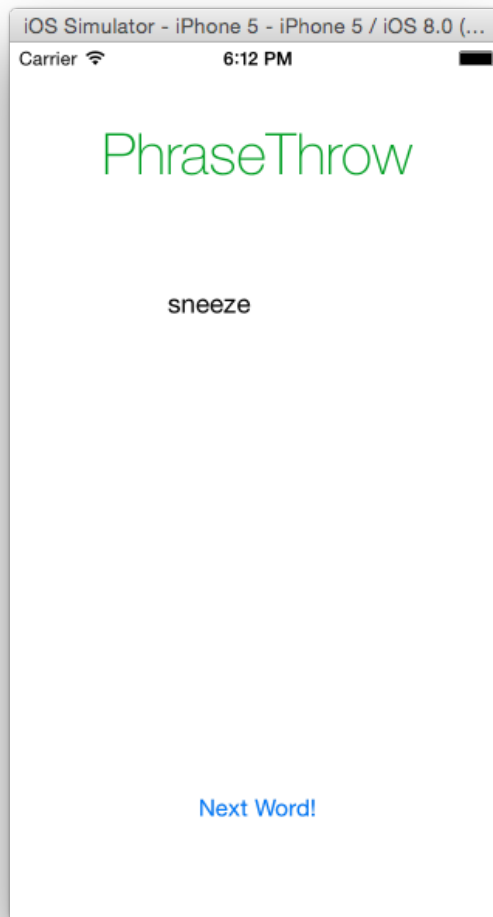 iOS Simulator - iPhone 5 - iPhone 5 / iOS 8.0 (...
Carrier 6:12 PM
PhraseThrow
sneeze
Next Word!